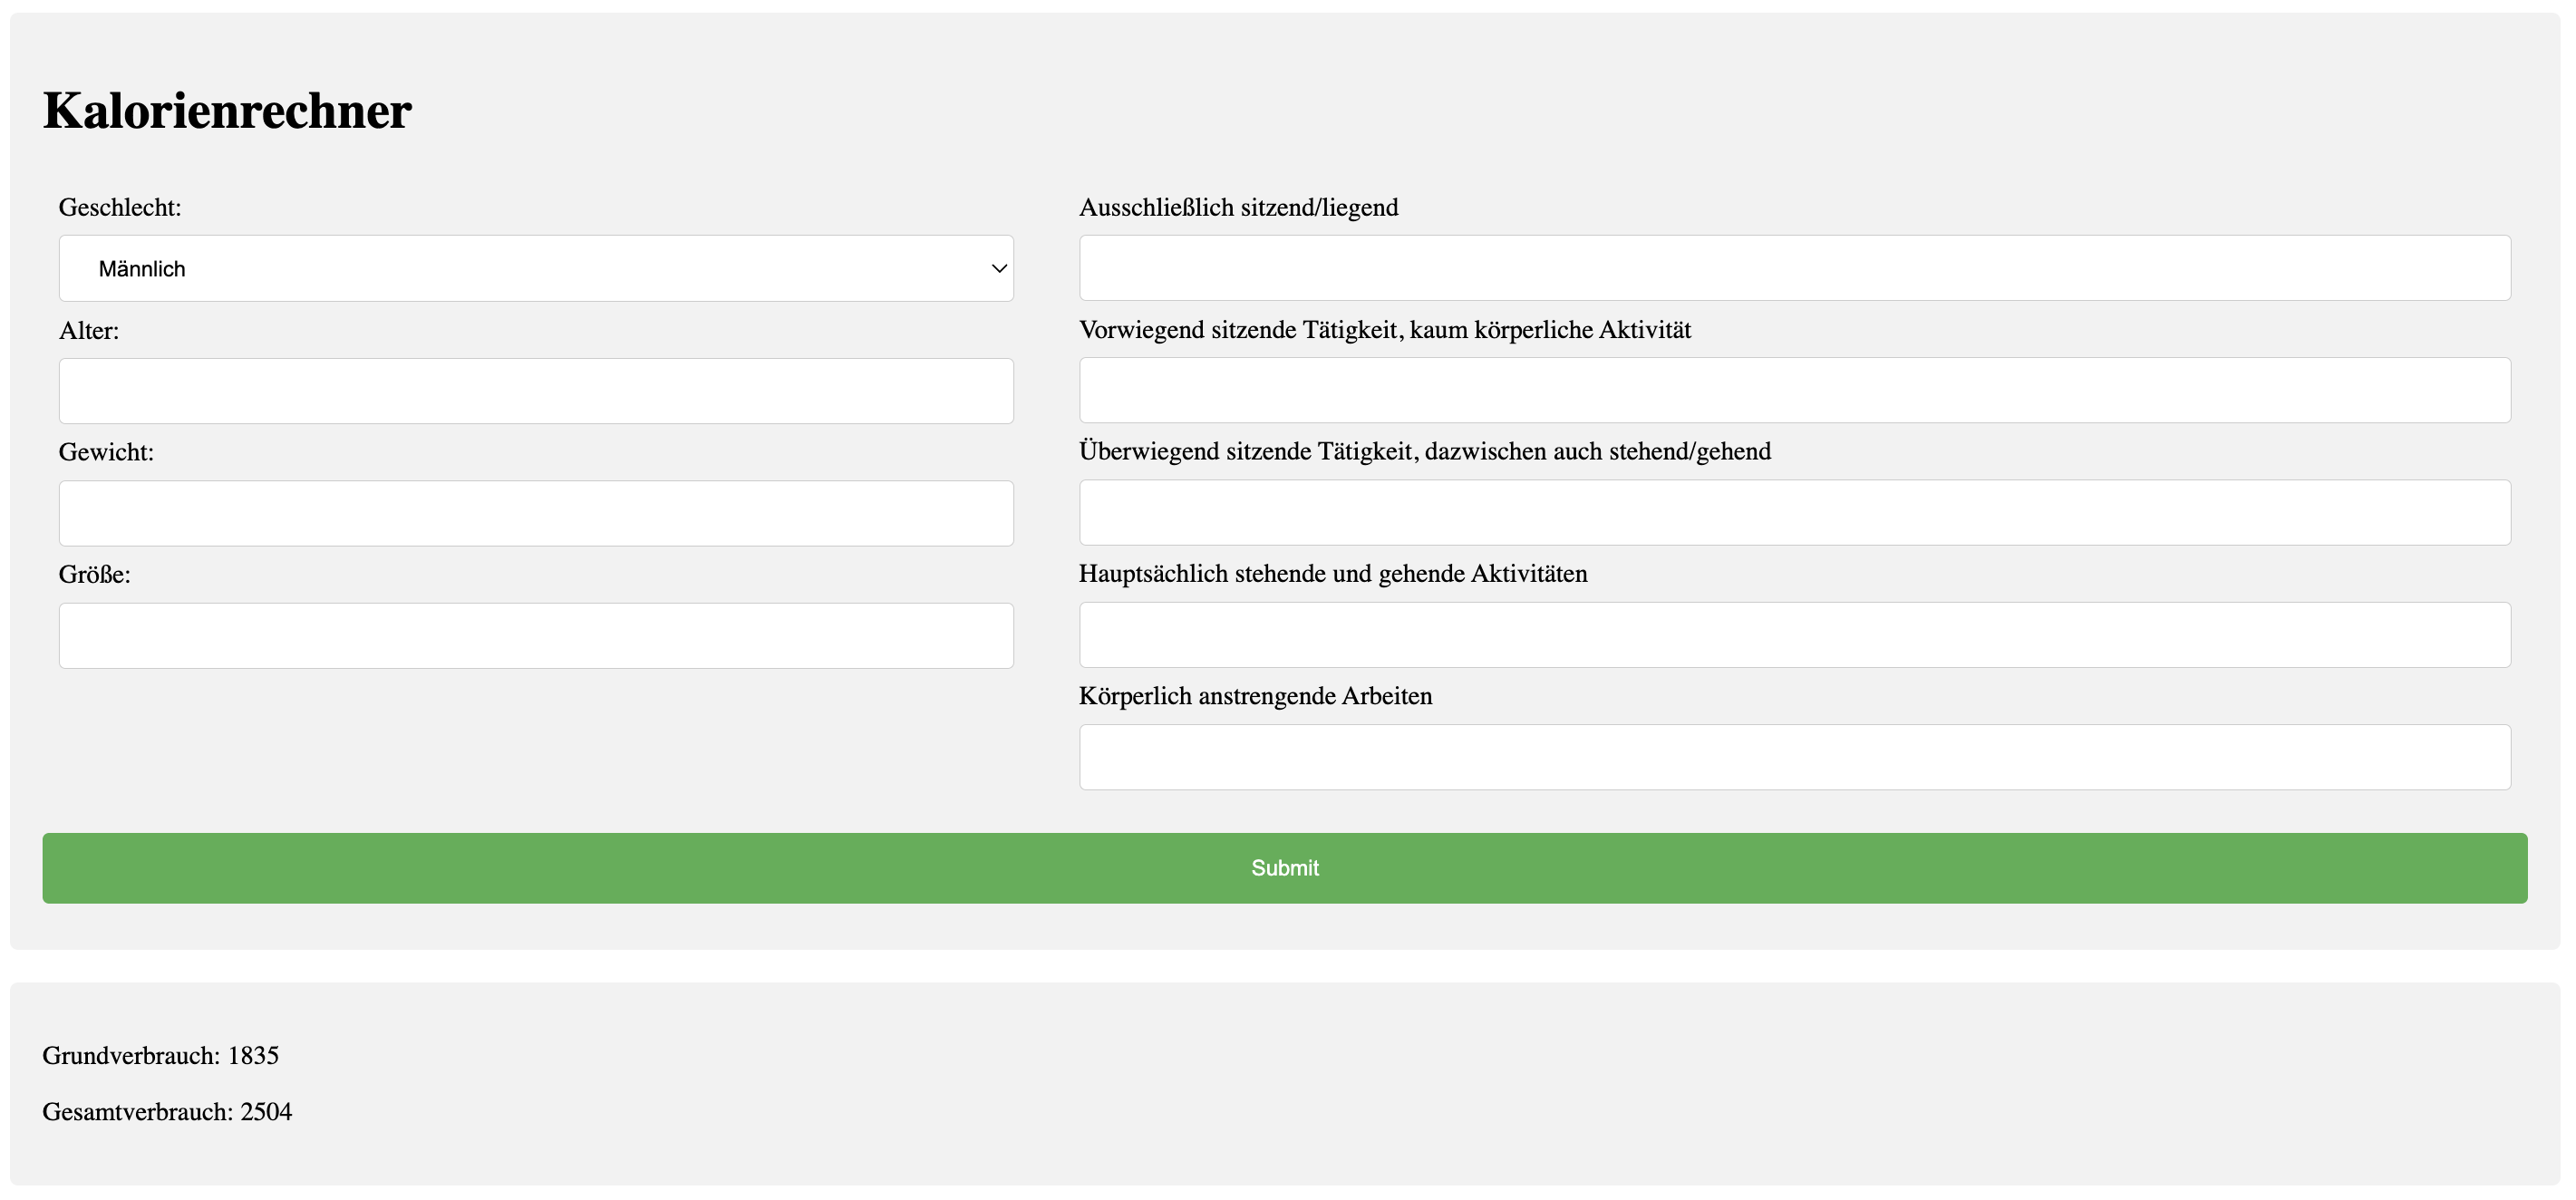 Kalorienrechner
Geschlecht:
Männlich
Alter:
Gewicht:
Größe:
Ausschließlich sitzend/liegend
Vorwiegend sitzende Tätigkeit, kaum körperliche Aktivität
Überwiegend sitzende Tätigkeit, dazwischen auch stehend/gehend
Hauptsächlich stehende und gehende Aktivitäten
Körperlich anstrengende Arbeiten
Submit
Grundverbrauch: 1835
Gesamtverbrauch: 2504